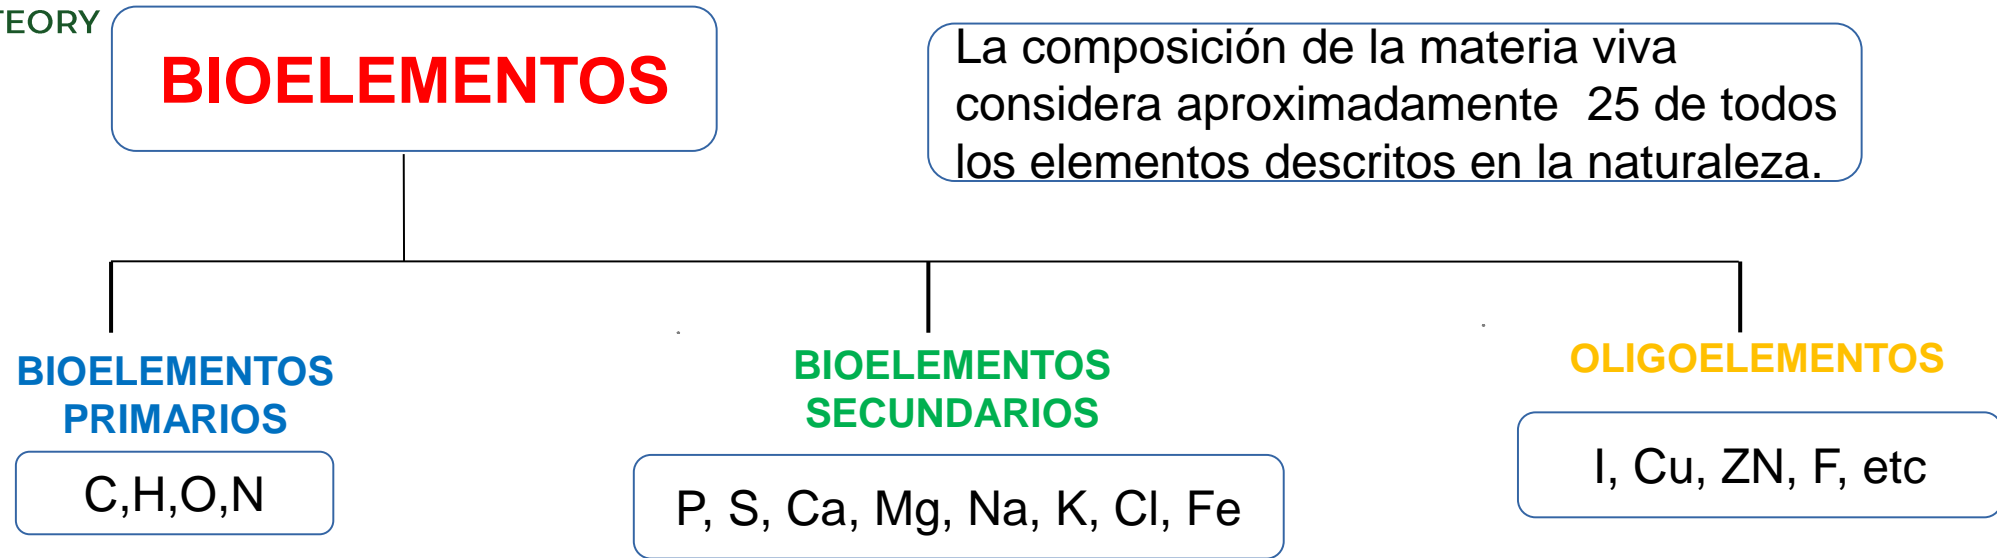 TEORY
BIOELEMENTOS
La composición de la materia viva
considera aproximadamente 25 de todos
los elementos descritos en la naturaleza.
BIOELEMENTOS
PRIMARIOS
C,H,O,N
BIOELEMENTOS
SECUNDARIOS
P, S, Ca, Mg, Na, K, Cl, Fe
OLIGOELEMENTOS
I, Cu, ZN, F, etc